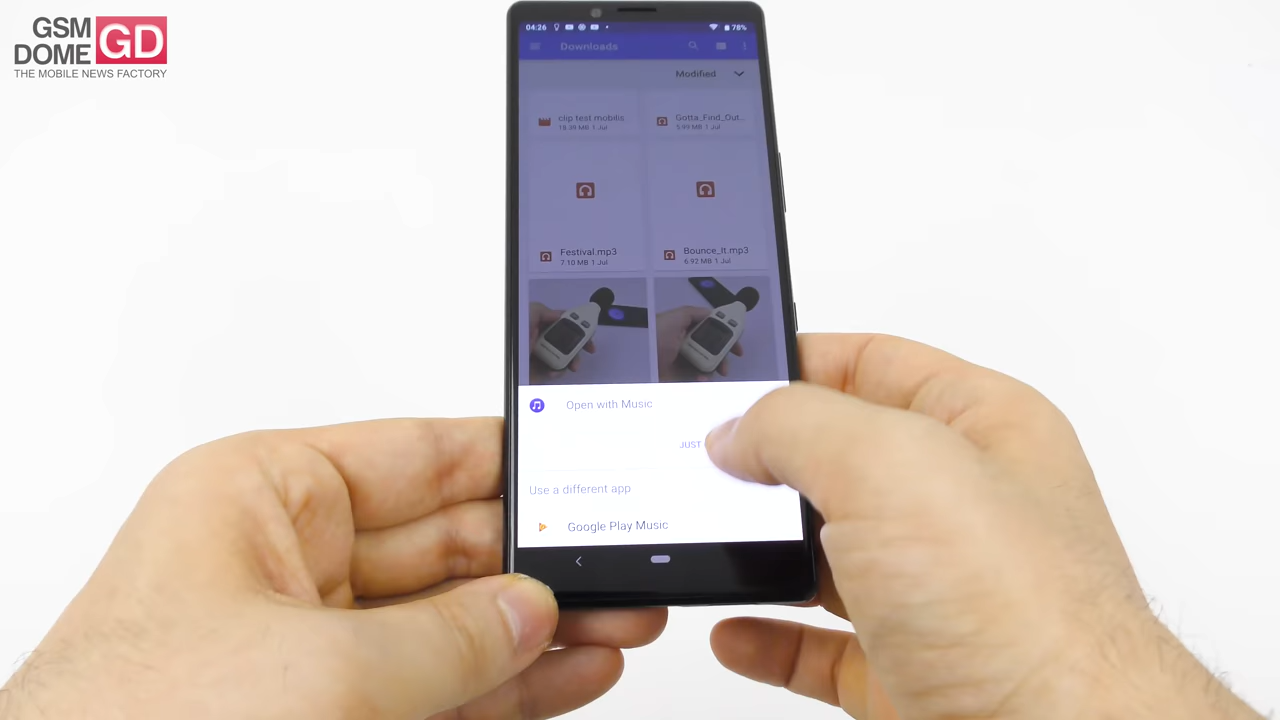 GSM
DOME GD
THE MOBILE NEWS FACTORY
04:26 78%
Downloads
Modified
clip test mobilis
18.39 MB 1 Jul
Gotta_Find_Out..
5.99 MB 1 Jul
Festival.mp3
7.10 MB 1 Jul
Bounce_It.mp3
6.92 MB 1 Jul
Open with Music
JUST
Use a different app
Google Play Music